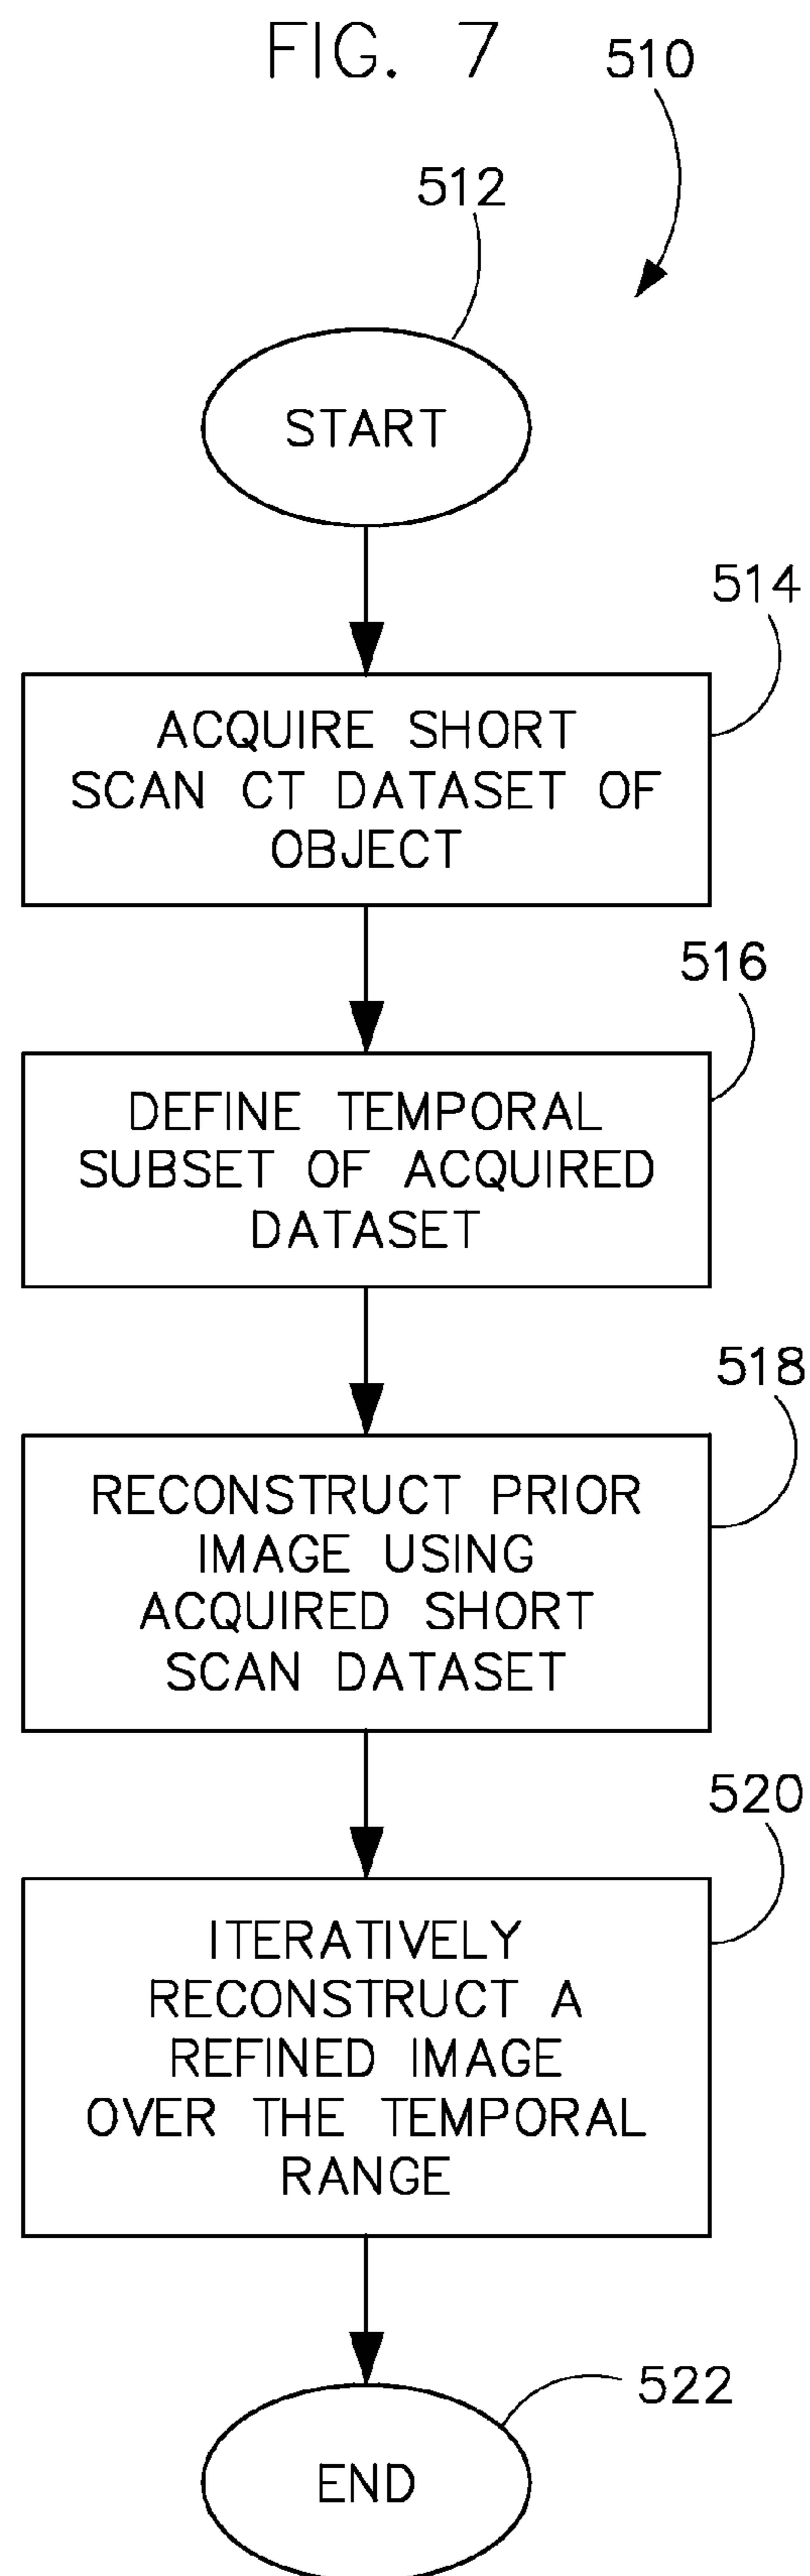 FIG. 7
510
512
START
514
ACQUIRE SHORT
SCAN CT DATASET OF
OBJECT
516
DEFINE TEMPORAL
SUBSET OF ACQUIRED
DATASET
518
RECONSTRUCT PRIOR
IMAGE USING
ACQUIRED SHORT
SCAN DATASET
520
ITERATIVELY
RECONSTRUCT A
REFINED IMAGE
OVER THE TEMPORAL
RANGE
522
END